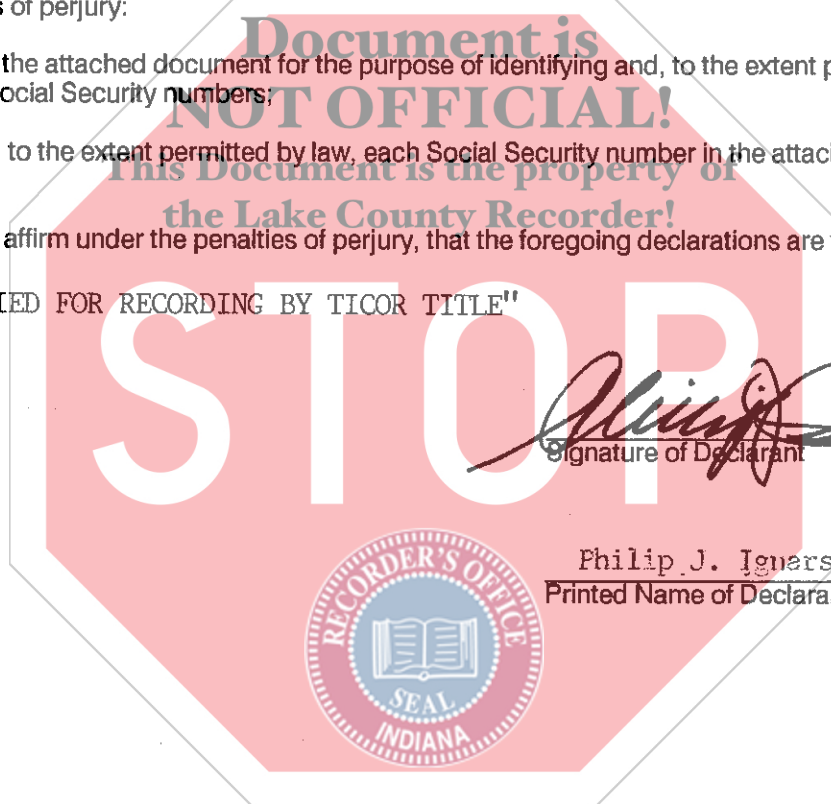 s of perjury:
Document is
the attached document for the purpose of identifying and, to the extent p
ocial Security numbers;
NOT OFFICIAL!
to the extent permitted by law, each Social Security number in the attac
This Document is the property of
the Lake County Recorder!
affirm under the penalties of perjury, that the foregoing declarations are
IED FOR RECORDING BY TICOR TITLE"
STOP
Signature of Declarant
Philip J. Ignars
Printed Name of Declara
RECORDER'S OFFICE
SEAL
INDIANA